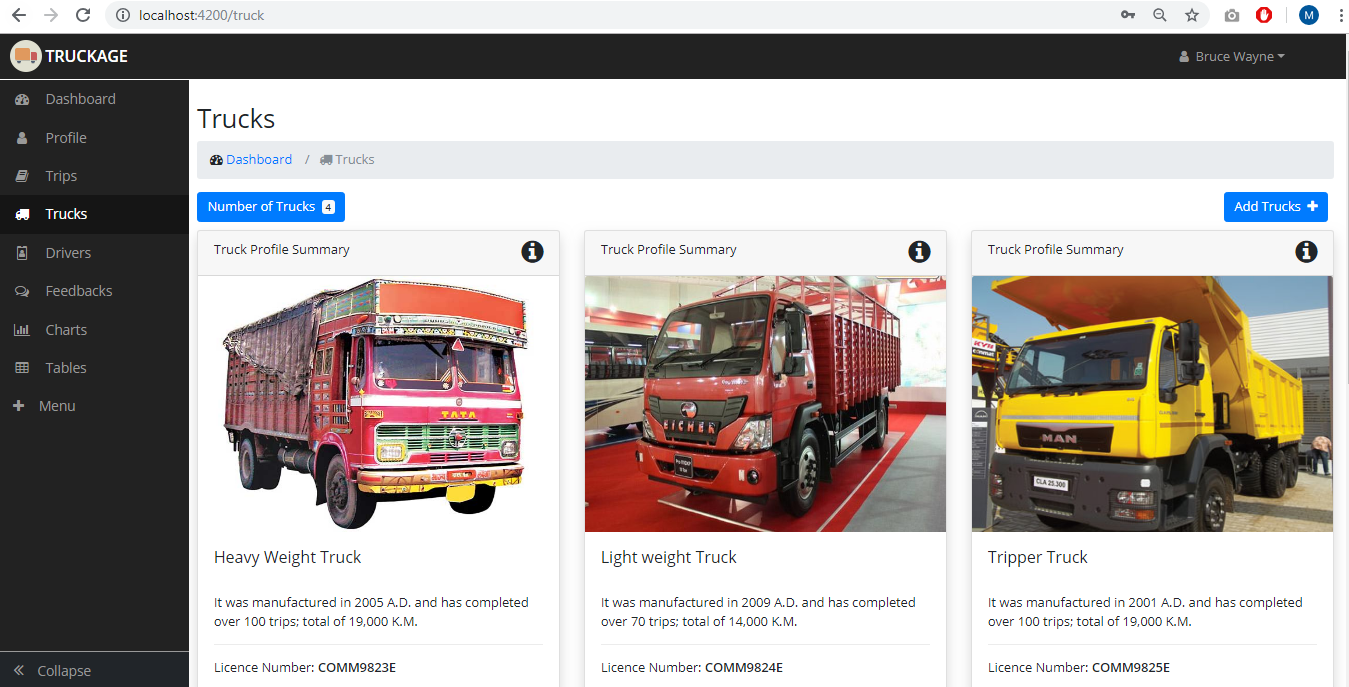 localhost:4200/truck
M
TRUCKAGE
Bruce Wayne
Dashboard
Profile
Trips
Trucks
Drivers
Feedbacks
Charts
Tables
Menu
Collapse
Trucks
Dashboard / Trucks
Number of Trucks 4
Add Trucks
Truck Profile Summary
TATA
Heavy Weight Truck
It was manufactured in 2005 A.D. and has completed
over 100 trips; total of 19,000 K.M.
Licence Number: COMM9823E
Truck Profile Summary
EICHER
Light weight Truck
It was manufactured in 2009 A.D. and has completed
over 70 trips; total of 14,000 K.M.
Licence Number: COMM9824E
Truck Profile Summary
MAN
CLA 25.300
Tripper Truck
It was manufactured in 2001 A.D. and has completed
over 100 trips; total of 19,000 K.M.
Licence Number: COMM9825E